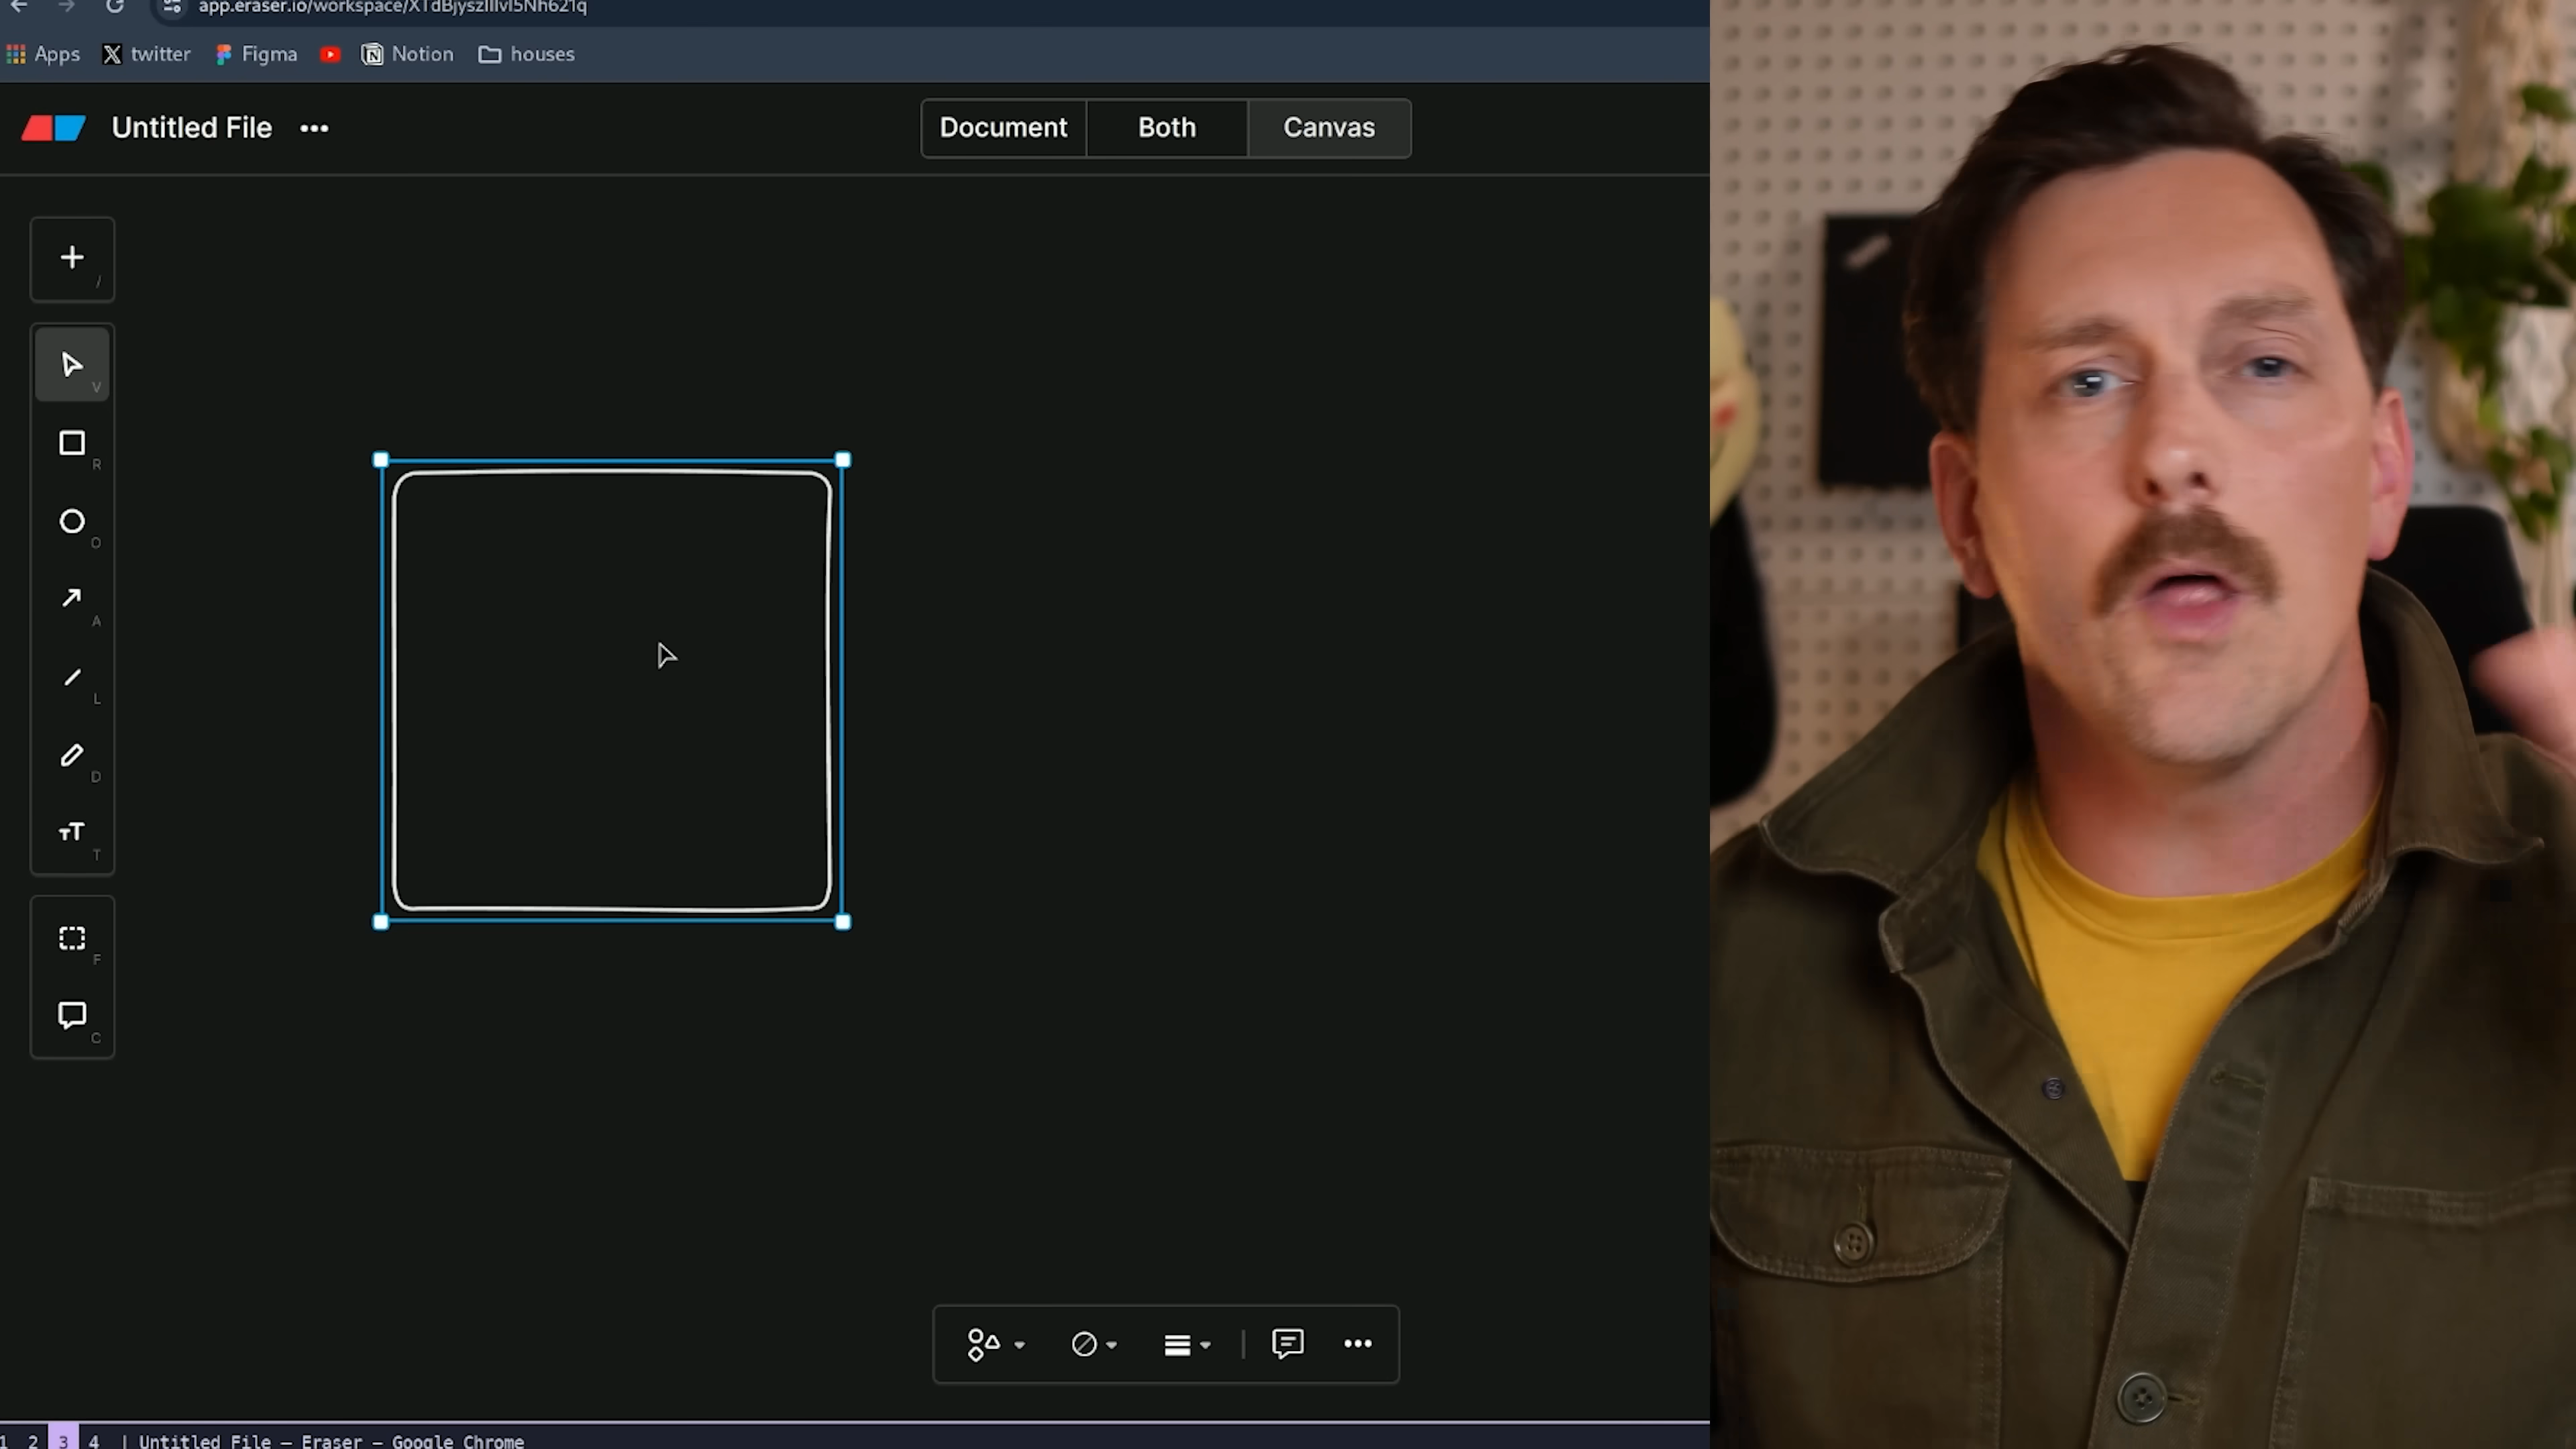 app.eraser.io/workspace/
Apps twitter Figma Notion houses
Untitled File
Document Both Canvas
/
V
R
O
A
L
D
T
F
C
1 2 3 4 | Untitled File — Eraser — Google Chrome